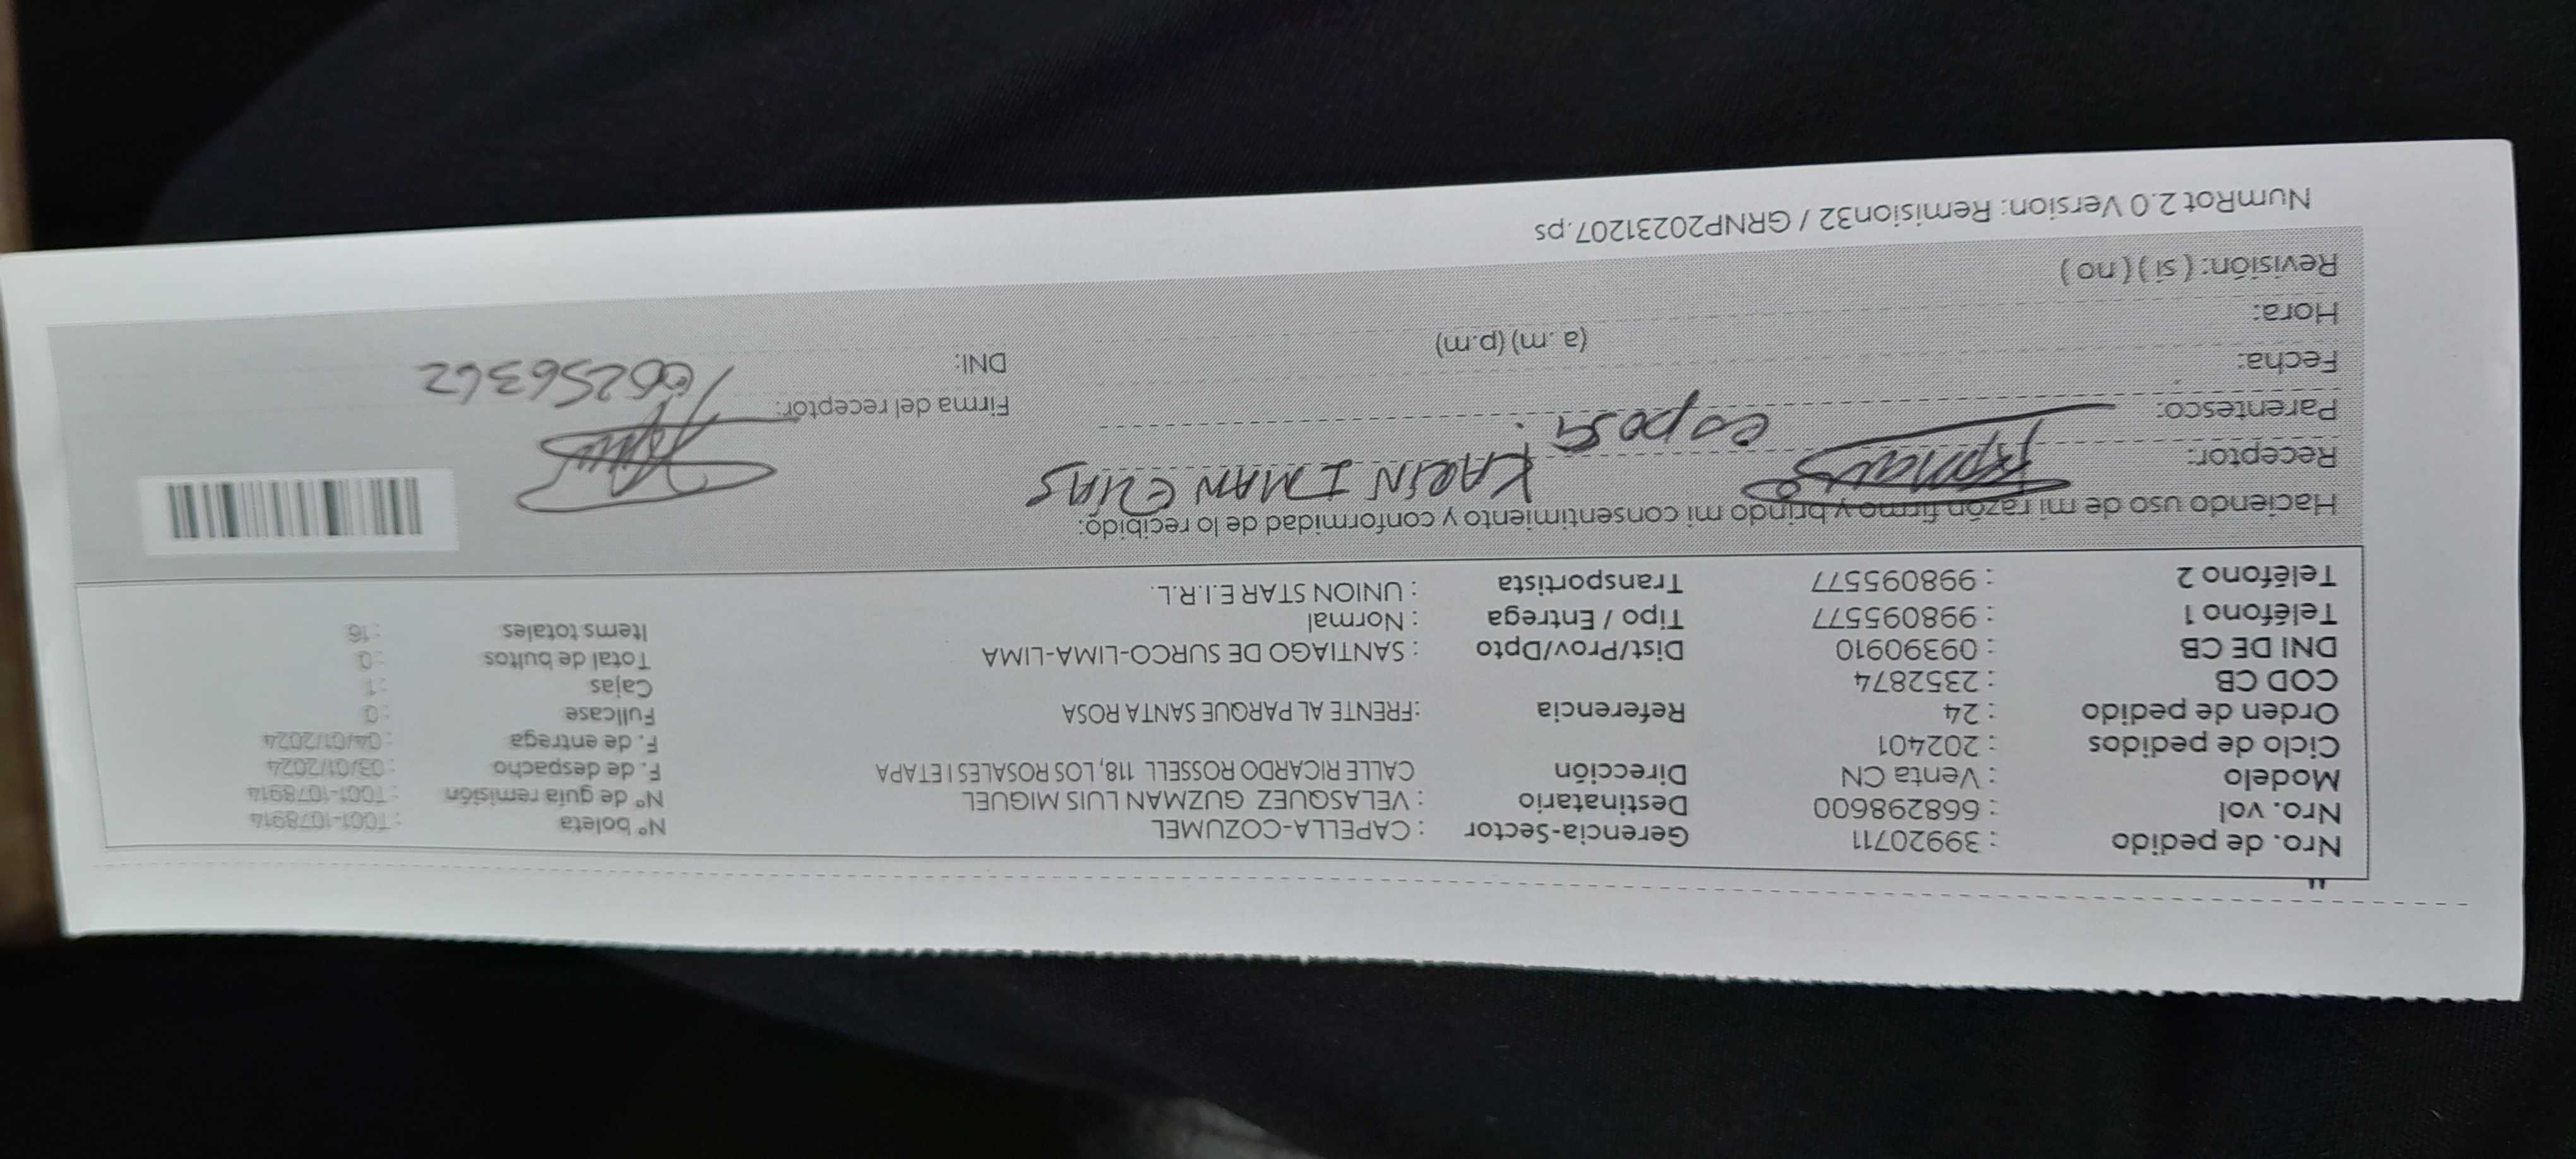 Nro. de pedido : 39920711 Gerencia-Sector : CAPELLA-COZUMEL Nº boleta : T001-1078914
Nro. vol : 668298600 Destinatario : VELASQUEZ GUZMAN LUIS MIGUEL Nº de guía remisión : T001-1078914
Modelo : Venta CN Dirección CALLE RICARDO ROSSELL 118, LOS ROSALES I ETAPA F. de despacho : 03/01/2024
Ciclo de pedidos : 202401 F. de entrega : 04/01/2024
Orden de pedido : 24 Referencia :FRENTE AL PARQUE SANTA ROSA Fullcase : 0
COD CB : 2352874 Cajas : 1
DNI DE CB : 09390910 Dist/Prov/Dpto : SANTIAGO DE SURCO-LIMA-LIMA Total de bultos : 0
Teléfono 1 : 998095577 Tipo / Entrega : Normal Items totales : 16
Teléfono 2 : 998095577 Transportista : UNION STAR E.I.R.L.
Haciendo uso de mi razón firmo y brindo mi consentimiento y conformidad de lo recibido:
Receptor: KARIN IMAN ELIAS
Parentesco: esposa. Firma del receptor:
Fecha: DNI:
Hora: (a .m) (p.m)
Revisión: ( sí ) ( no )
NumRot 2.0 Version: Remision32 / GRNP20231207.ps